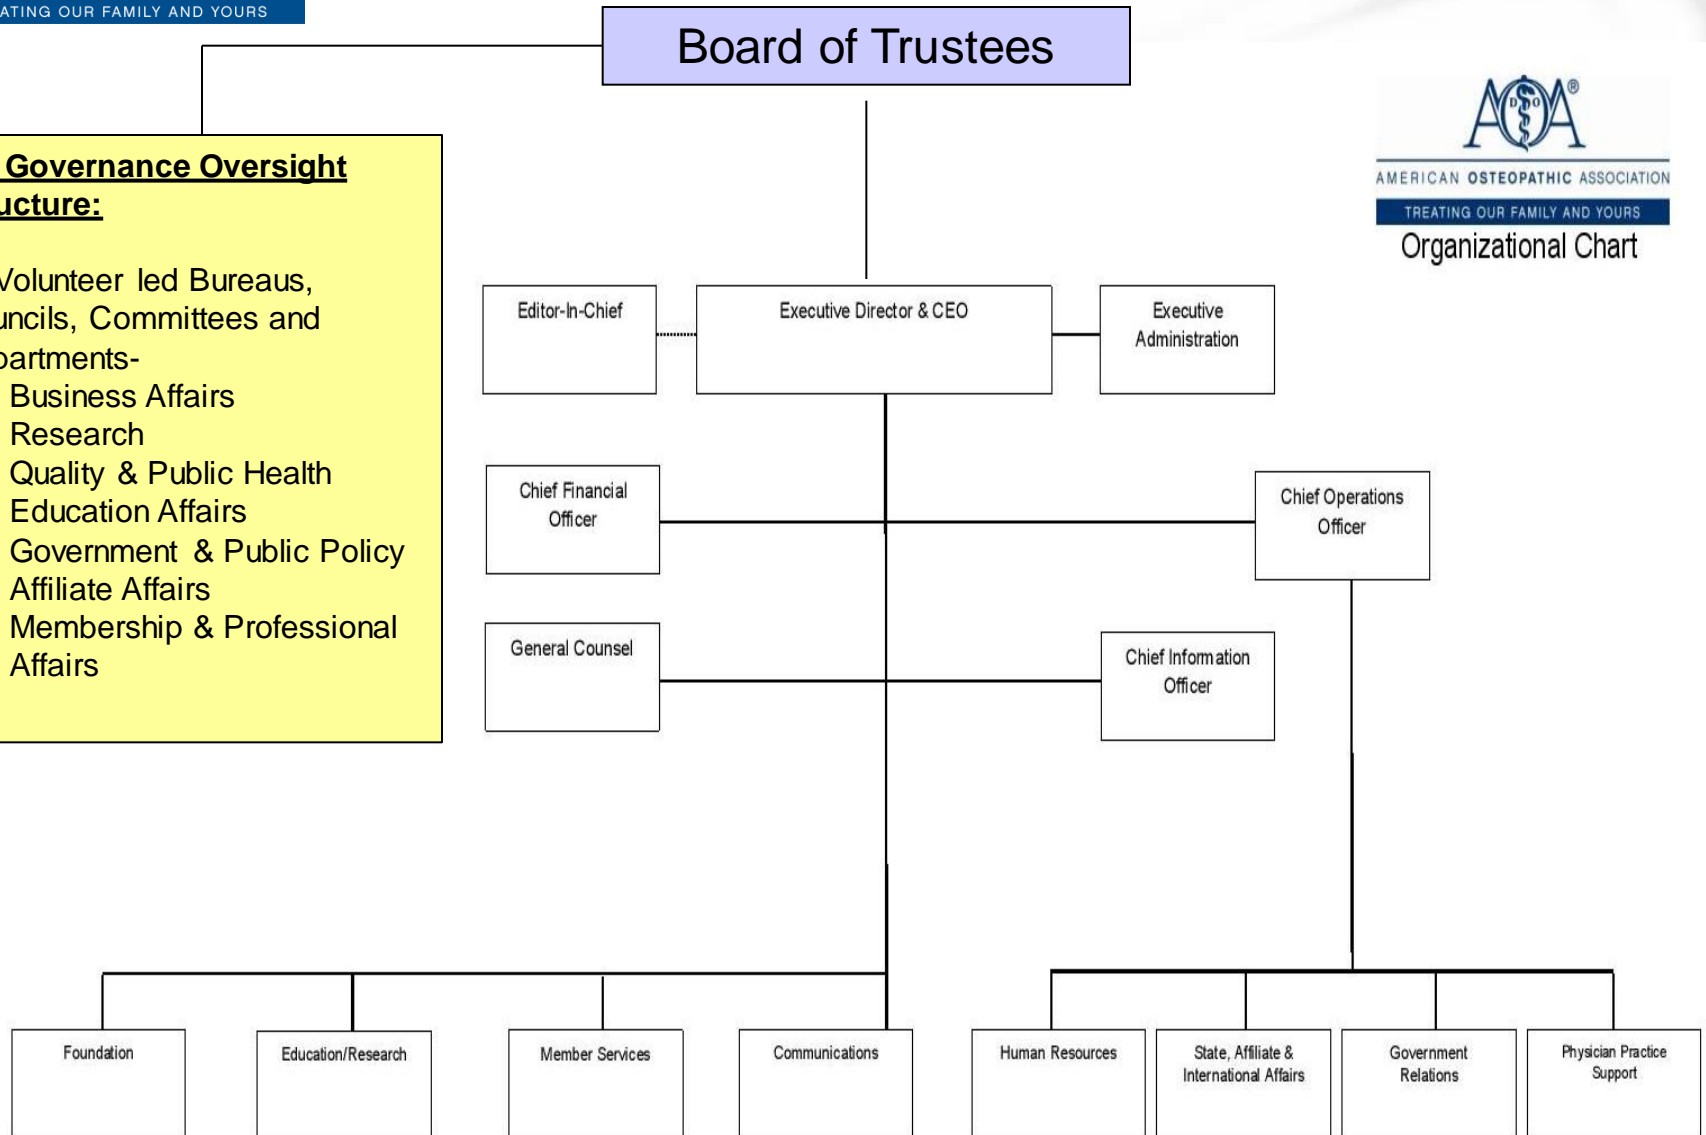 OUR FAMILY AND YOURS
Board of Trustees
AOA®
DO
AMERICAN OSTEOPATHIC ASSOCIATION
TREATING OUR FAMILY AND YOURS
Organizational Chart
Governance Oversight
Volunteer led Bureaus,
Committees and
Business Affairs
Research
Quality & Public Health
Education Affairs
Government & Public Policy
Affiliate Affairs
Membership & Professional
Affairs
Editor-In-Chief
Executive Director & CEO
Executive
Administration
Chief Financial
Officer
Chief Operations
Officer
General Counsel
Chief Information
Officer
Foundation
Education/Research
Member Services
Communications
Human Resources
State, Affiliate &
International Affairs
Government
Relations
Physician Practice
Support